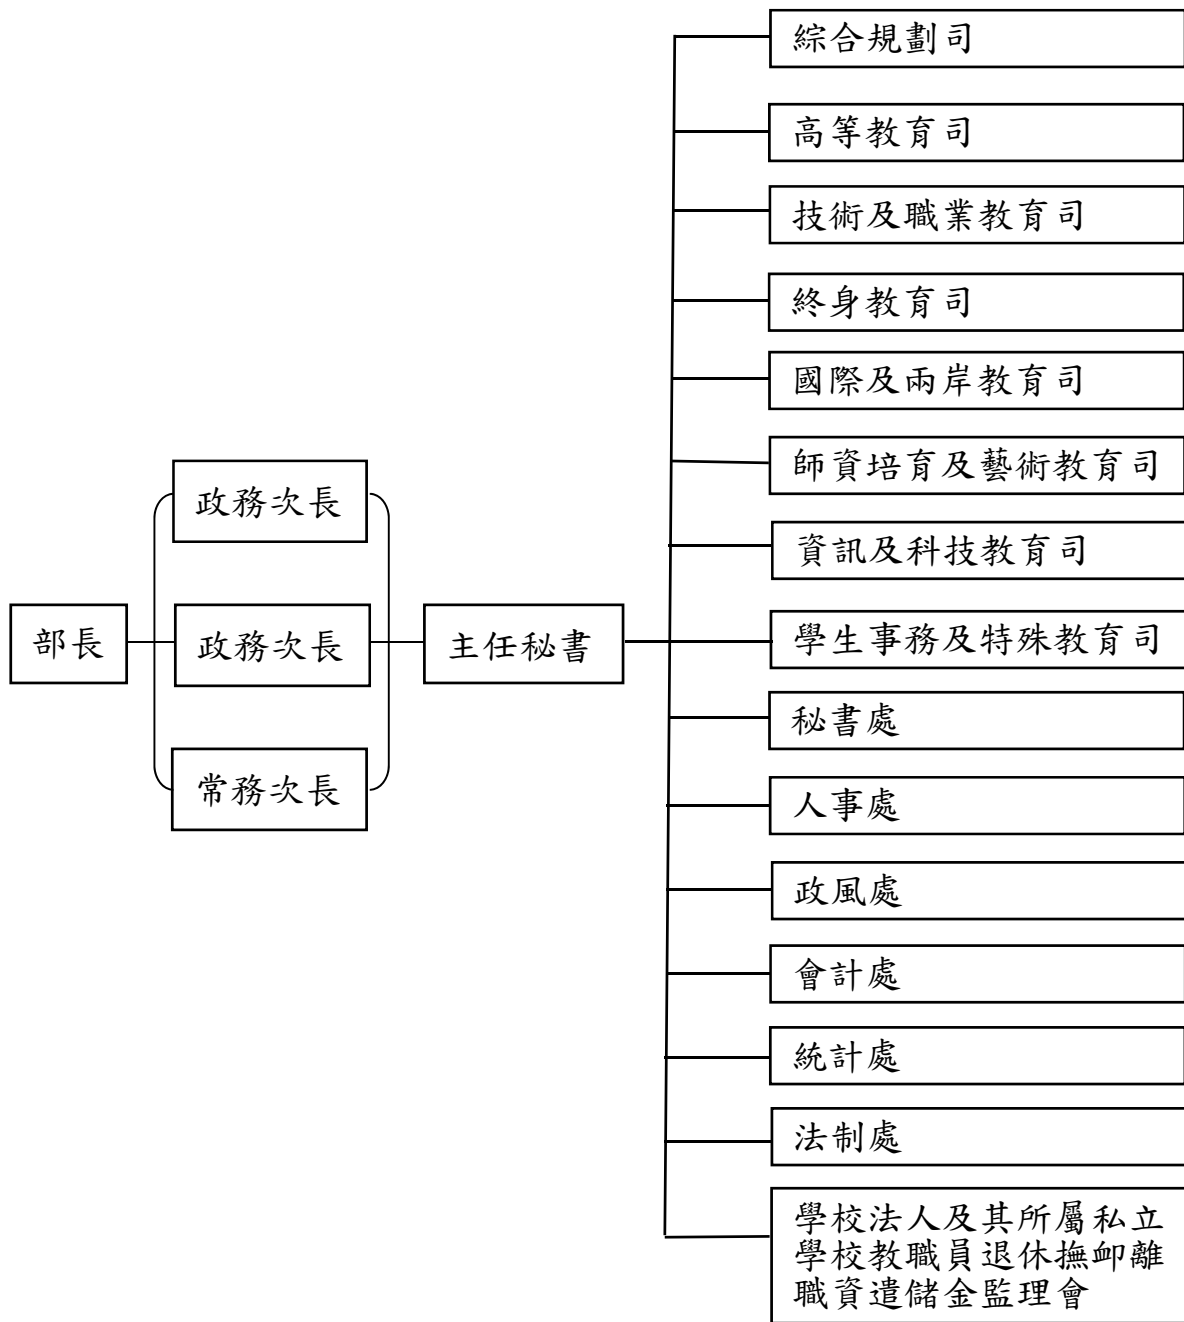 部長
政務次長
政務次長
常務次長
主任秘書
綜合規劃司
高等教育司
技術及職業教育司
終身教育司
國際及兩岸教育司
師資培育及藝術教育司
資訊及科技教育司
學生事務及特殊教育司
秘書處
人事處
政風處
會計處
統計處
法制處
學校法人及其所屬私立
學校教職員退休撫卹離
職資遣儲金監理會